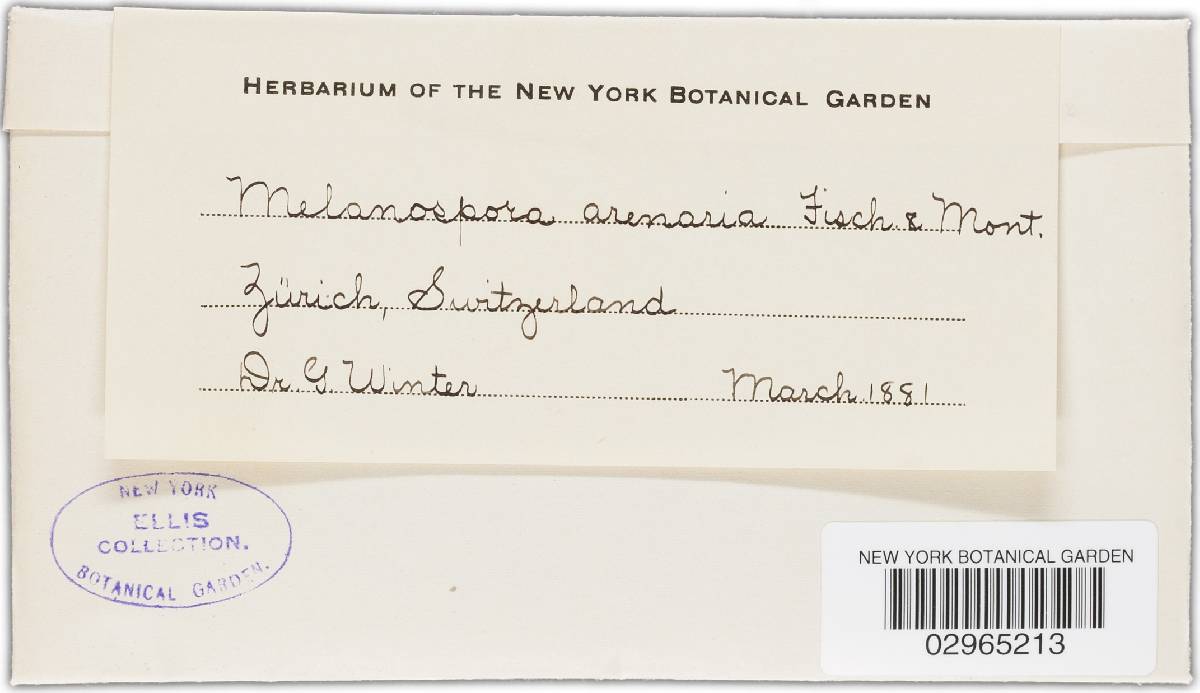 HERBARIUM OF THE NEW YORK BOTANICAL GARDEN
Melanospora arenaria Fisch. & Mont.
Zürich, Switzerland
Dr. G. Winter March 1881
NEW YORK
ELLIS
COLLECTION.
BOTANICAL GARDEN.
NEW YORK BOTANICAL GARDEN
02965213